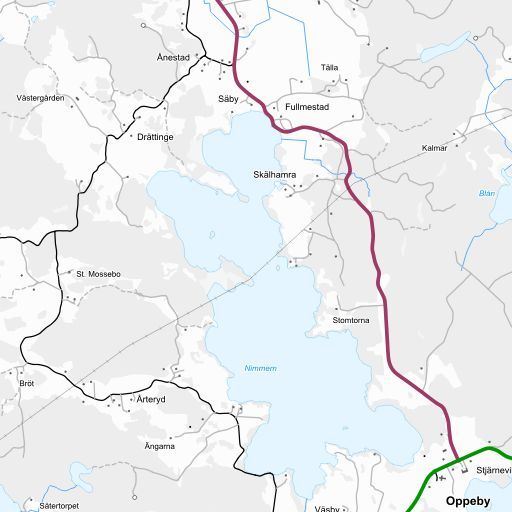 Ånestad
Tälla
Västergården
Säby
Fullmestad
Drättinge
Kalmar
Skälhamra
Blån
St. Mossebo
Stomtorna
Nimmern
Bröt
Årteryd
Ängarna
Stjärnevi
Oppeby
Sätertorpet
Väsby